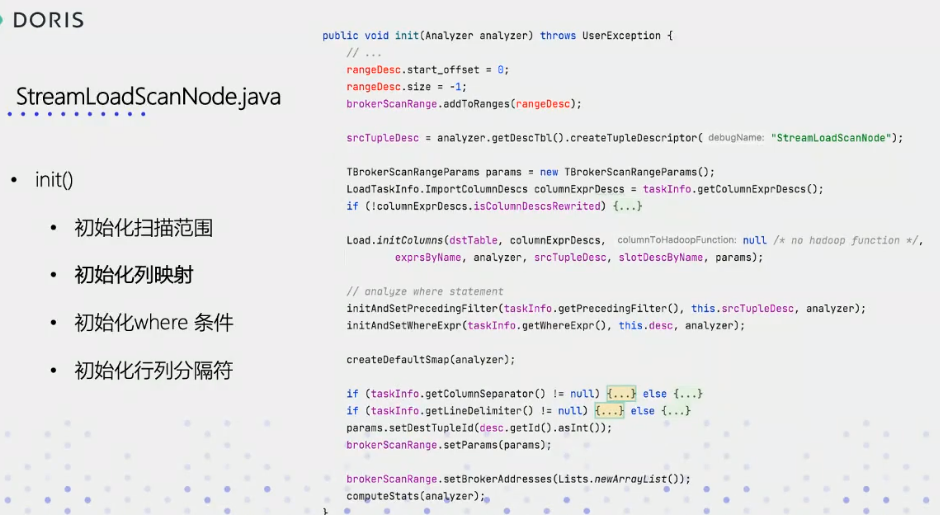 DORIS
StreamLoadScanNode.java
• init()
• 初始化扫描范围
• 初始化列映射
• 初始化where 条件
• 初始化行列分隔符
public void init(Analyzer analyzer) throws UserException {
// ...
rangeDesc.start_offset = 0;
rangeDesc.size = -1;
brokerScanRange.addToRanges(rangeDesc);
srcTupleDesc = analyzer.getDescTbl().createTupleDescriptor( debugName: "StreamLoadScanNode");
TBrokerScanRangeParams params = new TBrokerScanRangeParams();
LoadTaskInfo.ImportColumnDescs columnExprDescs = taskInfo.getColumnExprDescs();
if (!columnExprDescs.isColumnDescsRewrited) {...}
Load.initColumns(dstTable, columnExprDescs, columnToHadoopFunction: null /* no hadoop function */,
exprsByName, analyzer, srcTupleDesc, slotDescByName, params);
// analyze where statement
initAndSetPrecedingFilter(taskInfo.getPrecedingFilter(), this.srcTupleDesc, analyzer);
initAndSetWhereExpr(taskInfo.getWhereExpr(), this.desc, analyzer);
createDefaultSmap(analyzer);
if (taskInfo.getColumnSeparator() != null) {...} else {...}
if (taskInfo.getLineDelimiter() != null) {...} else {...}
params.setDestTupleId(desc.getId().asInt());
brokerScanRange.setParams(params);
brokerScanRange.setBrokerAddresses(Lists.newArrayList());
computeStats(analyzer);
}